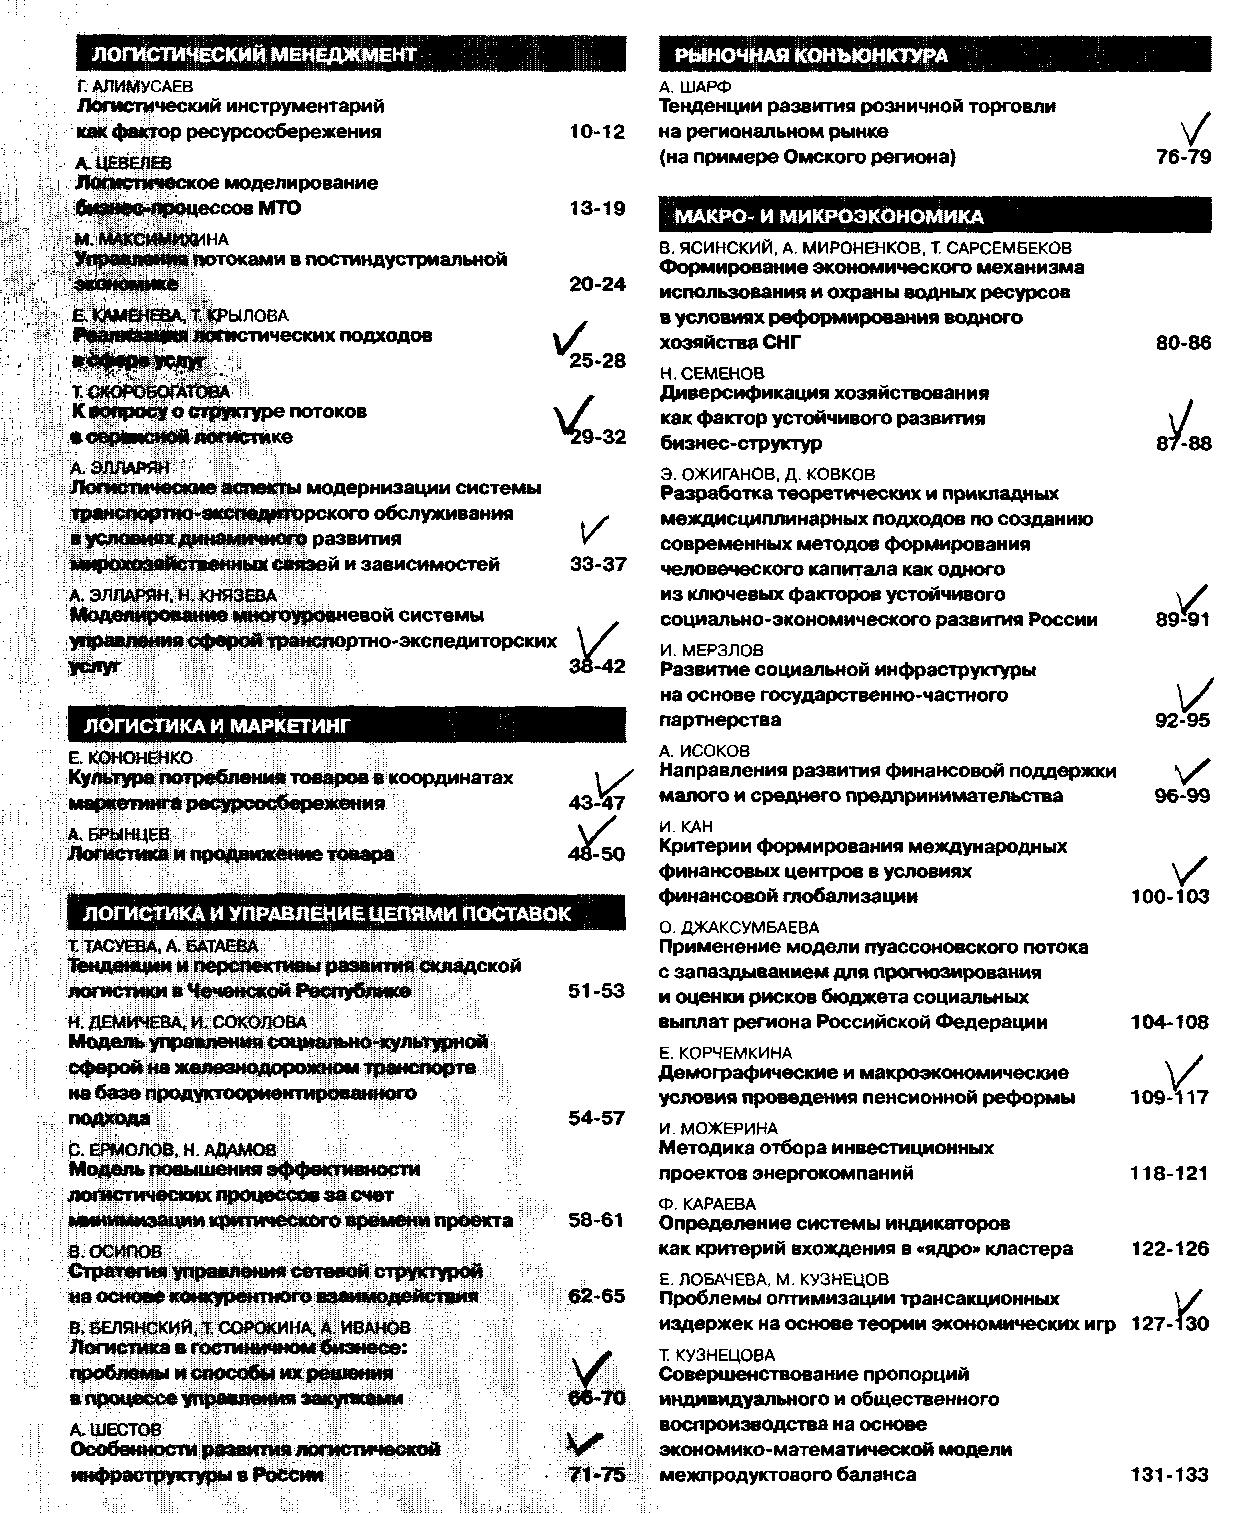 ЛОГИСТИЧЕСКИЙ МЕНЕДЖМЕНТ
Г. АЛИМУСАЕВ
Логистический инструментарий
как фактор ресурсосбережения 10-12
А. ЦЕВЕЛЕВ
Логистическое моделирование
бизнес-процессов МТО 13-19
М. МАКСИМИХИНА
Управления потоками в постиндустриальной
экономике 20-24
Е. КАМЕНЕВА, Т. КРЫЛОВА
Реализация логистических подходов
в сфере услуг 25-28
Т. СКОРОБОГАТОВА
К вопросу о структуре потоков
в сервисной логистике 29-32
А. ЭЛЛАРЯН
Логистические аспекты модернизации системы
транспортно-экспедиторского обслуживания
в условиях динамичного развития
мирохозяйственных связей и зависимостей 33-37
А. ЭЛЛАРЯН, Н. КНЯЗЕВА
Моделирование многоуровневой системы
управления сферой транспортно-экспедиторских
услуг 38-42
ЛОГИСТИКА И МАРКЕТИНГ
Е. КОНОНЕНКО
Культура потребления товаров в координатах
маркетинга ресурсосбережения 43-47
А. БРЫНЦЕВ
Логистика и продвижение товара 48-50
ЛОГИСТИКА И УПРАВЛЕНИЕ ЦЕПЯМИ ПОСТАВОК
Т. ТАСУЕВА, А. БАТАЕВА
Тенденции и перспективы развития складской
логистики в Чеченской Республике 51-53
Н. ДЕМИЧЕВА, И. СОКОЛОВА
Модель управления социально-культурной
сферой на железнодорожном транспорте
на базе продуктоориентированного
подхода 54-57
С. ЕРМОЛОВ, Н. АДАМОВ
Модель повышения эффективности
логистических процессов за счет
минимизации критического времени проекта 58-61
В. ОСИПОВ
Стратегия управления сетевой структурой
на основе конкурентного взаимодействия 62-65
В. БЕЛЯНСКИЙ, Т. СОРОКИНА, А. ИВАНОВ
Логистика в гостиничном бизнесе:
проблемы и способы их решения
в процессе управления закупками 66-70
А. ШЕСТОВ
Особенности развития логистической
инфраструктуры в России 71-75
РЫНОЧНАЯ КОНЪЮНКТУРА
А. ШАРФ
Тенденции развития розничной торговли
на региональном рынке
(на примере Омского региона) 76-79
МАКРО- И МИКРОЭКОНОМИКА
В. ЯСИНСКИЙ, А. МИРОНЕНКОВ, Т. САРСЕМБЕКОВ
Формирование экономического механизма
использования и охраны водных ресурсов
в условиях реформирования водного
хозяйства СНГ 80-86
Н. СЕМЕНОВ
Диверсификация хозяйствования
как фактор устойчивого развития
бизнес-структур 87-88
Э. ОЖИГАНОВ, Д. КОВКОВ
Разработка теоретических и прикладных
междисциплинарных подходов по созданию
современных методов формирования
человеческого капитала как одного
из ключевых факторов устойчивого
социально-экономического развития России 89-91
И. МЕРЗЛОВ
Развитие социальной инфраструктуры
на основе государственно-частного
партнерства 92-95
А. ИСОКОВ
Направления развития финансовой поддержки
малого и среднего предпринимательства 96-99
И. КАН
Критерии формирования международных
финансовых центров в условиях
финансовой глобализации 100-103
О. ДЖАКСУМБАЕВА
Применение модели пуассоновского потока
с запаздыванием для прогнозирования
и оценки рисков бюджета социальных
выплат региона Российской Федерации 104-108
Е. КОРЧЕМКИНА
Демографические и макроэкономические
условия проведения пенсионной реформы 109-117
И. МОЖЕРИНА
Методика отбора инвестиционных
проектов энергокомпаний 118-121
Ф. КАРАЕВА
Определение системы индикаторов
как критерий вхождения в «ядро» кластера 122-126
Е. ЛОБАЧЕВА, М. КУЗНЕЦОВ
Проблемы оптимизации трансакционных
издержек на основе теории экономических игр 127-130
Т. КУЗНЕЦОВА
Совершенствование пропорций
индивидуального и общественного
воспроизводства на основе
экономико-математической модели
межпродуктового баланса 131-133